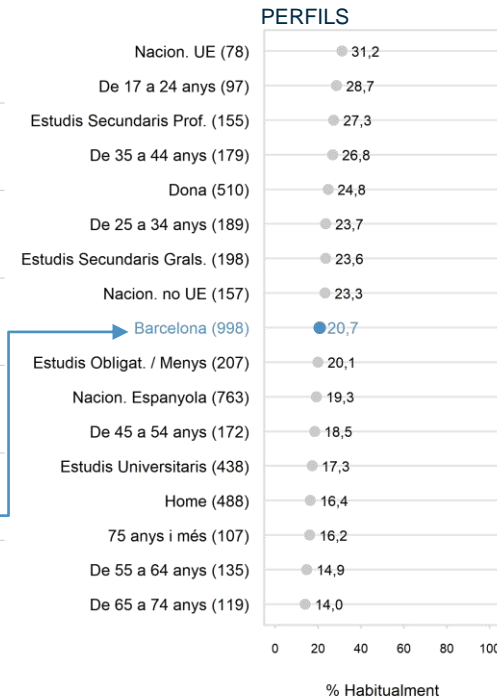 PERFILS
Nacion. UE (78) 31,2
De 17 a 24 anys (97) 28,7
Estudis Secundaris Prof. (155) 27,3
De 35 a 44 anys (179) 26,8
Dona (510) 24,8
De 25 a 34 anys (189) 23,7
Estudis Secundaris Grals. (198) 23,6
Nacion. no UE (157) 23,3
Barcelona (998) 20,7
Estudis Obligat. / Menys (207) 20,1
Nacion. Espanyola (763) 19,3
De 45 a 54 anys (172) 18,5
Estudis Universitaris (438) 17,3
Home (488) 16,4
75 anys i més (107) 16,2
De 55 a 64 anys (135) 14,9
De 65 a 74 anys (119) 14,0
0 20 40 60 80 100
% Habitualment